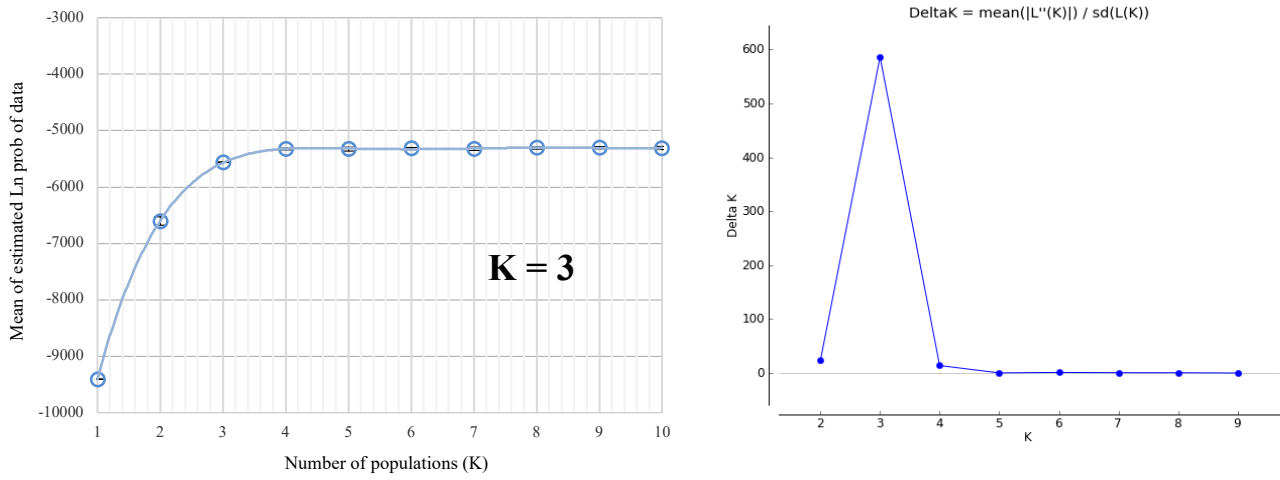 -3000
-4000
-5000
-6000
-7000
-8000
-9000
-10000
Mean of estimated Ln prob of data
K = 3
1 2 3 4 5 6 7 8 9 10
Number of populations (K)
DeltaK = mean(|L''(K)|) / sd(L(K))
600
500
400
300
200
100
0
Delta K
2 3 4 5 6 7 8 9
K